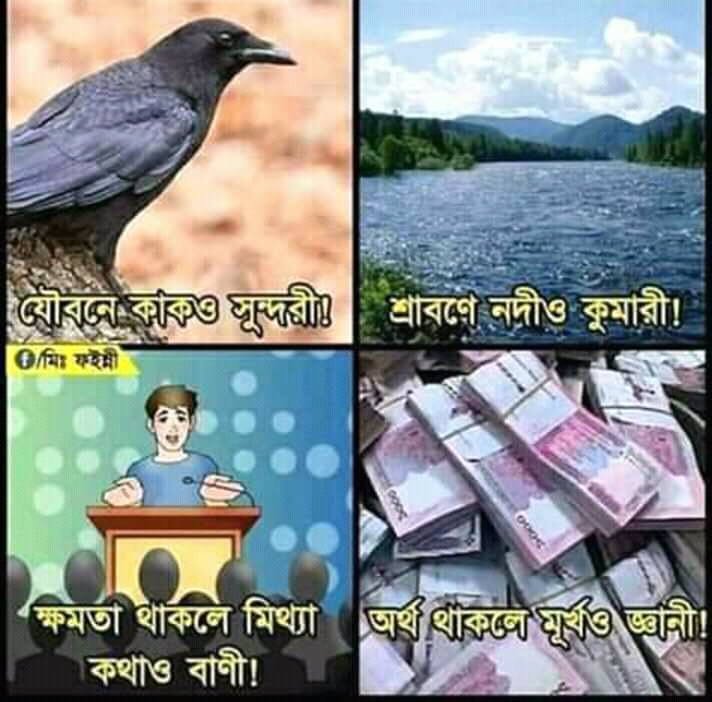 যৌবনে কাকও সুন্দরী!
শ্রাবণে নদীও কুমারী!
f/মিঃ ফইন্নী
ক্ষমতা থাকলে মিথ্যা
কথাও বাণী!
অর্থ থাকলে মূর্খও জ্ঞানী!